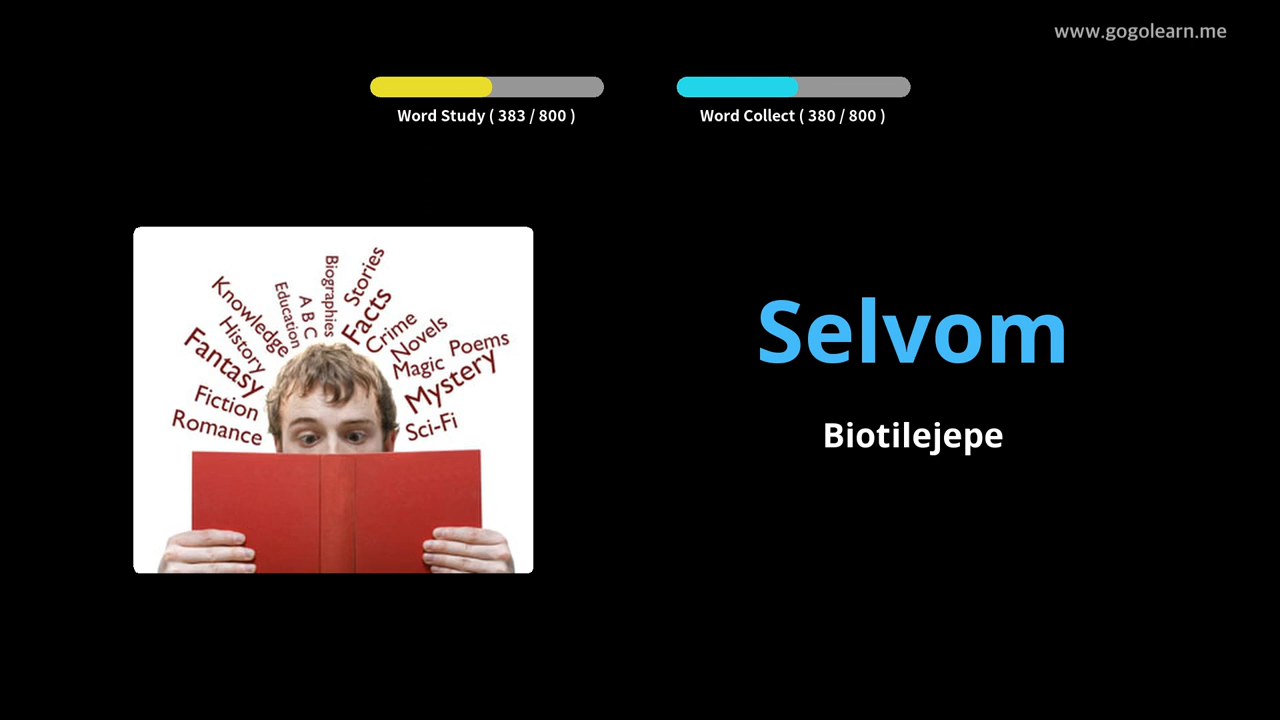 www.gogolearn.me
Word Study ( 383 / 800 )
Word Collect ( 380 / 800 )
Biographies
Stories
Education
A B C
Facts
Knowledge
Crime
History
Novels
Poems
Fantasy
Magic
Mystery
Fiction
Romance
Sci-Fi
Selvom
Biotilejepe